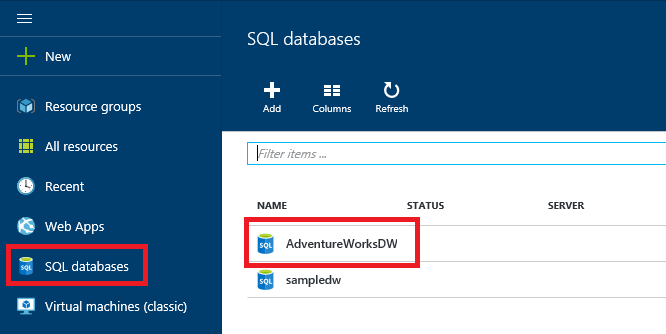 New
Resource groups
All resources
Recent
Web Apps
SQL
SQL databases
Virtual machines (classic)
SQL databases
Add Columns Refresh
Filter items ...
NAME STATUS SERVER
SQL AdventureWorksDW
SQL sampledw